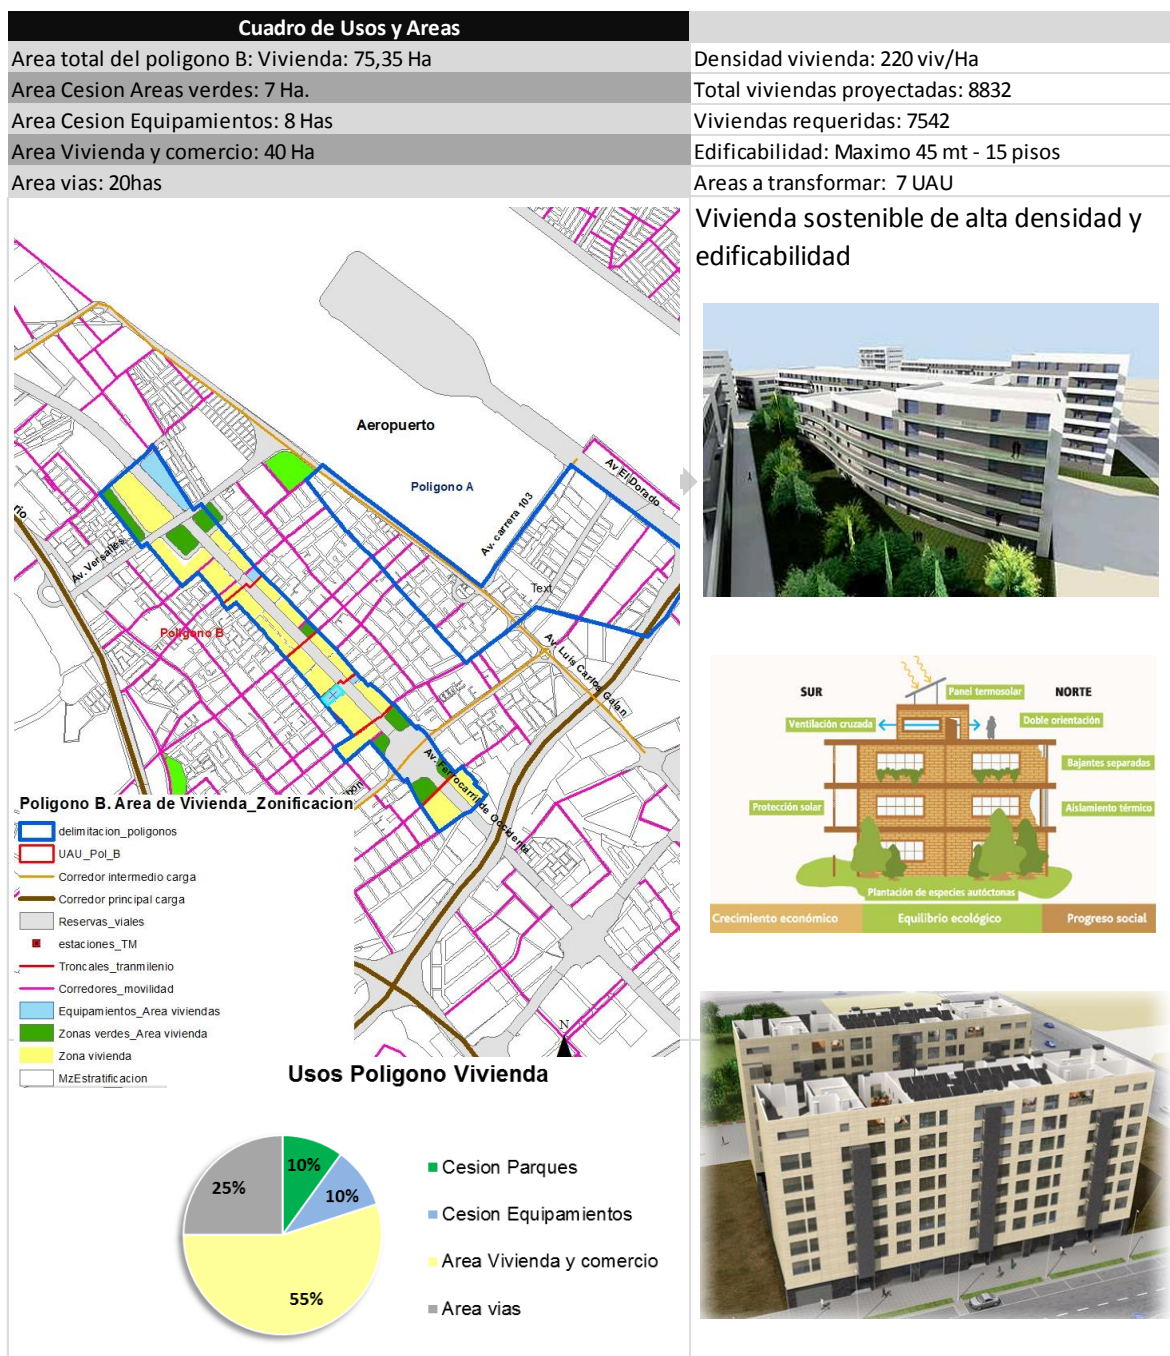 Cuadro de Usos y Areas
Area total del poligono B: Vivienda: 75,35 Ha
Densidad vivienda: 220 viv/Ha
Area Cesion Areas verdes: 7 Ha.
Total viviendas proyectadas: 8832
Area Cesion Equipamientos: 8 Has
Viviendas requeridas: 7542
Area Vivienda y comercio: 40 Ha
Edificabilidad: Maximo 45 mt - 15 pisos
Area vias: 20has
Areas a transformar: 7 UAU
Vivienda sostenible de alta densidad y
edificabilidad
Aeropuerto
Poligono A
Av. carrera 103
Av El Dorado
Text
rio
Av. Versalles
Poligono B
Av. Luis Carlos Galan
Av. Ferrocarril de Occidente
bon
N
Poligono B. Area de Vivienda_Zonificacion
delimitacion_poligonos
UAU_Pol_B
Corredor intermedio carga
Corredor principal carga
Reservas_viales
estaciones_TM
Troncales_tranmilenio
Corredores_movilidad
Equipamientos_Area viviendas
Zonas verdes_Area vivienda
Zona vivienda
MzEstratificacion
SUR
Panel termosolar
NORTE
Ventilación cruzada
Doble orientación
Bajantes separadas
Protección solar
Aislamiento térmico
Plantación de especies autóctonas
Crecimiento económico
Equilibrio ecológico
Progreso social
Usos Poligono Vivienda
10%
10%
25%
55%
Cesion Parques
Cesion Equipamientos
Area Vivienda y comercio
Area vias